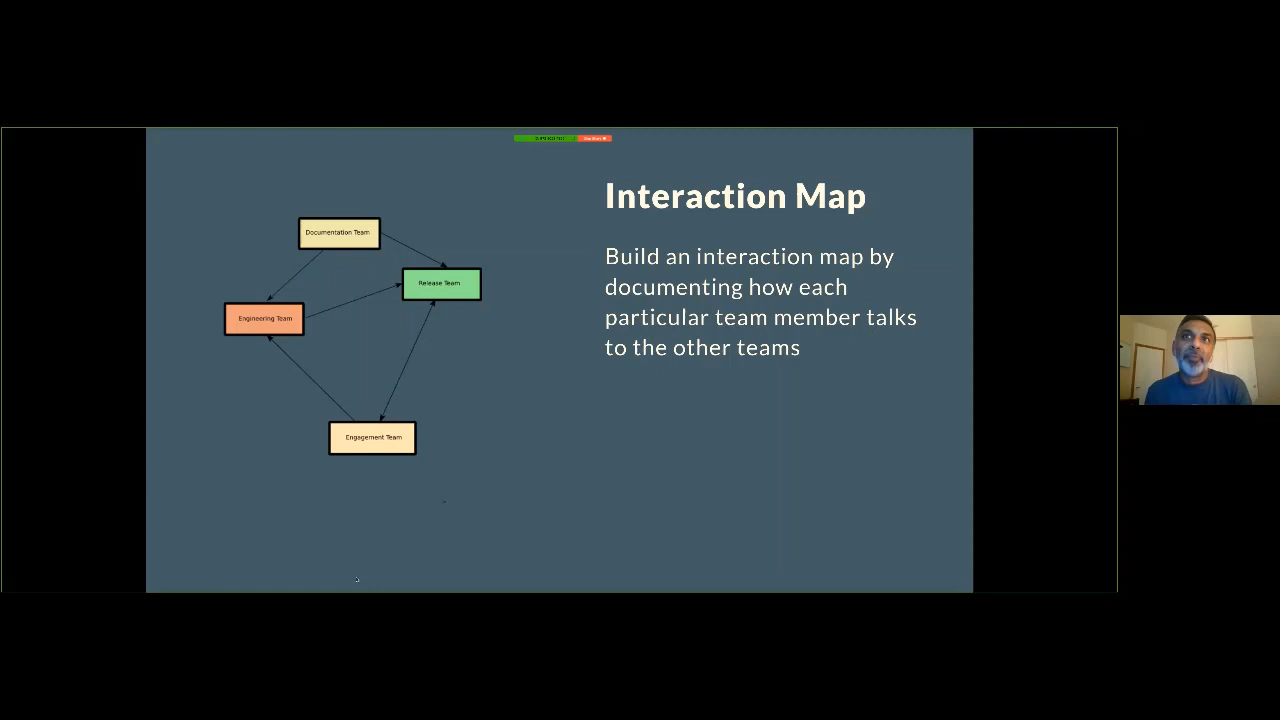 Interaction Map
Build an interaction map by
documenting how each
particular team member talks
to the other teams
Documentation Team
Release Team
Engineering Team
Engagement Team